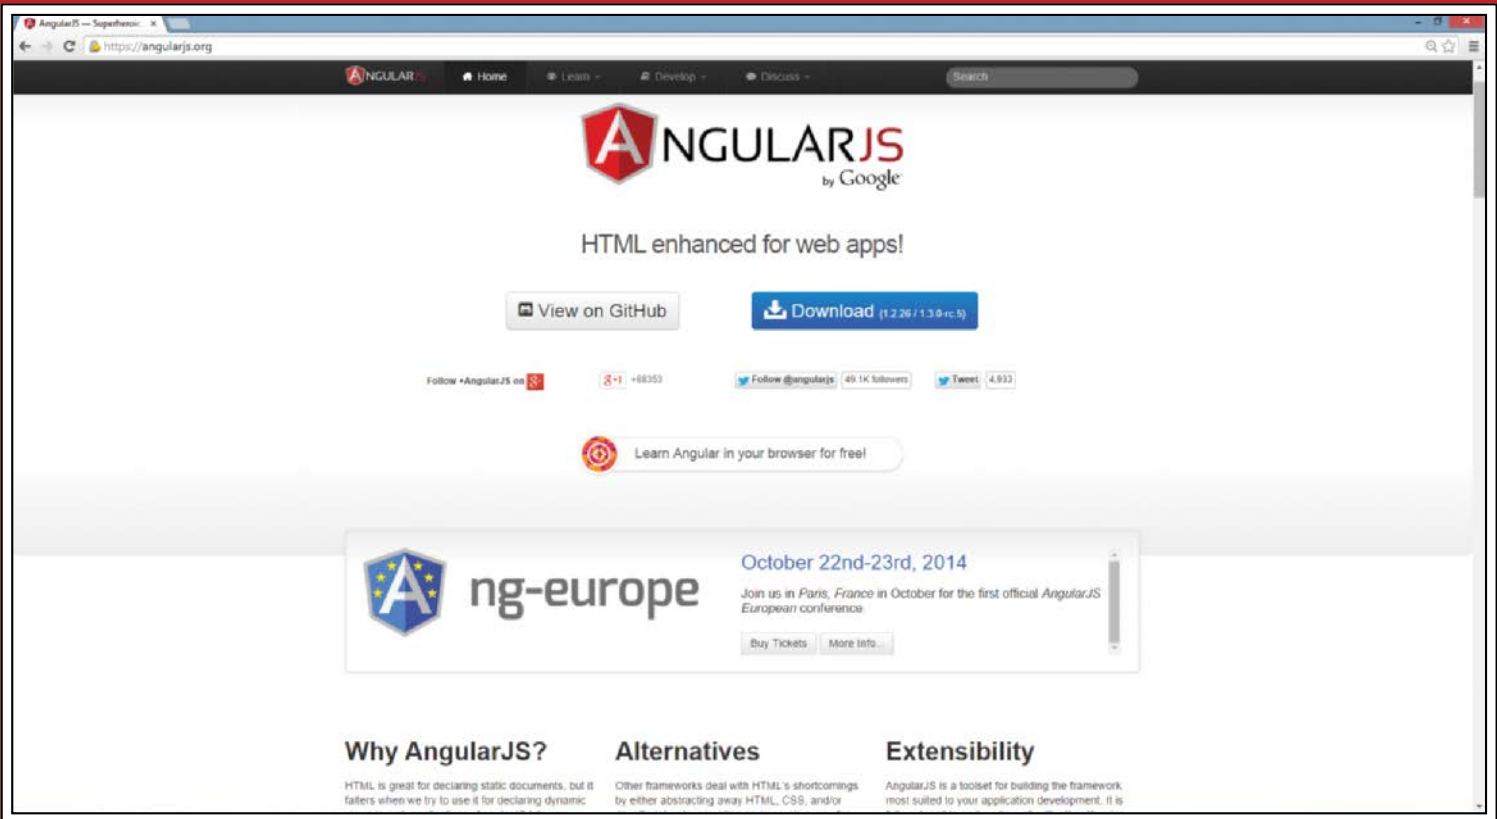 AngularJS — Superheroic
https://angularjs.org
ANGULARJS Home Learn Develop Discuss Search
ANGULARJS
by Google
HTML enhanced for web apps!
View on GitHub Download (1.2.26 / 1.3.0-rc.5)
Follow +AngularJS on g+ g+1 +68353 Follow @angularjs 49.1K followers Tweet 4,933
Learn Angular in your browser for free!
ng-europe
October 22nd-23rd, 2014
Join us in Paris, France in October for the first official AngularJS
European conference.
Buy Tickets More Info...
Why AngularJS?
HTML is great for declaring static documents, but it
falters when we try to use it for declaring dynamic
Alternatives
Other frameworks deal with HTML's shortcomings
by either abstracting away HTML, CSS, and/or
Extensibility
AngularJS is a toolset for building the framework
most suited to your application development. It is